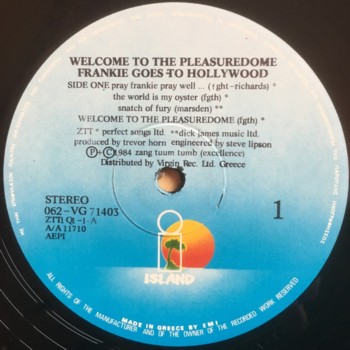 WELCOME TO THE PLEASUREDOME
FRANKIE GOES TO HOLLYWOOD
SIDE ONE pray frankie pray well ... (fght-richards) *
the world is my oyster (fgth) *
snatch of fury (marsden) **
WELCOME TO THE PLEASUREDOME (fgth) *
ZTT * perfect songs ltd. **dick james music ltd.
produced by trevor horn engineered by steve lipson
Ⓟ+Ⓒ1984 zang tuum tumb (excellence)
Distributed by Virgin Rec. Ltd. Greece
STEREO
062-VG 71403
ZTT Q1-1-A
A/A 11710
AEPI
1
ISLAND
ALL RIGHTS OF THE MANUFACTURER AND OF THE OWNER OF THE RECORDED WORK RESERVED
MADE IN GREECE BY EMI